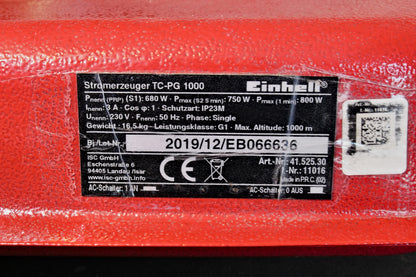 Stromerzeuger TC-PG 1000
Einhell
Pnenn (PRP) (S1): 680 W - Pmax (S2 5 min): 750 W - Pmax (1 min): 800 W
Inenn: 3 A - Cos φ: 1 - Schutzart: IP23M
Unenn: 230 V - Freq.: 50 Hz - Phase: Single
Gewicht: 16,5 kg - Leistungsklasse: G1 - Max. Altitude: 1000 m
Bj./Lot-Nr.:
2019/12/EB066636
ISC GmbH
Eschenstraße 6
94405 Landau /Isar
www.isc-gmbh.info
CE
Art.-Nr.: 41.525.30
I.-Nr.: 11016
Made in P.R.C. (02)
AC-Schalter: 1 AN
AC-Schalter: 0 AUS